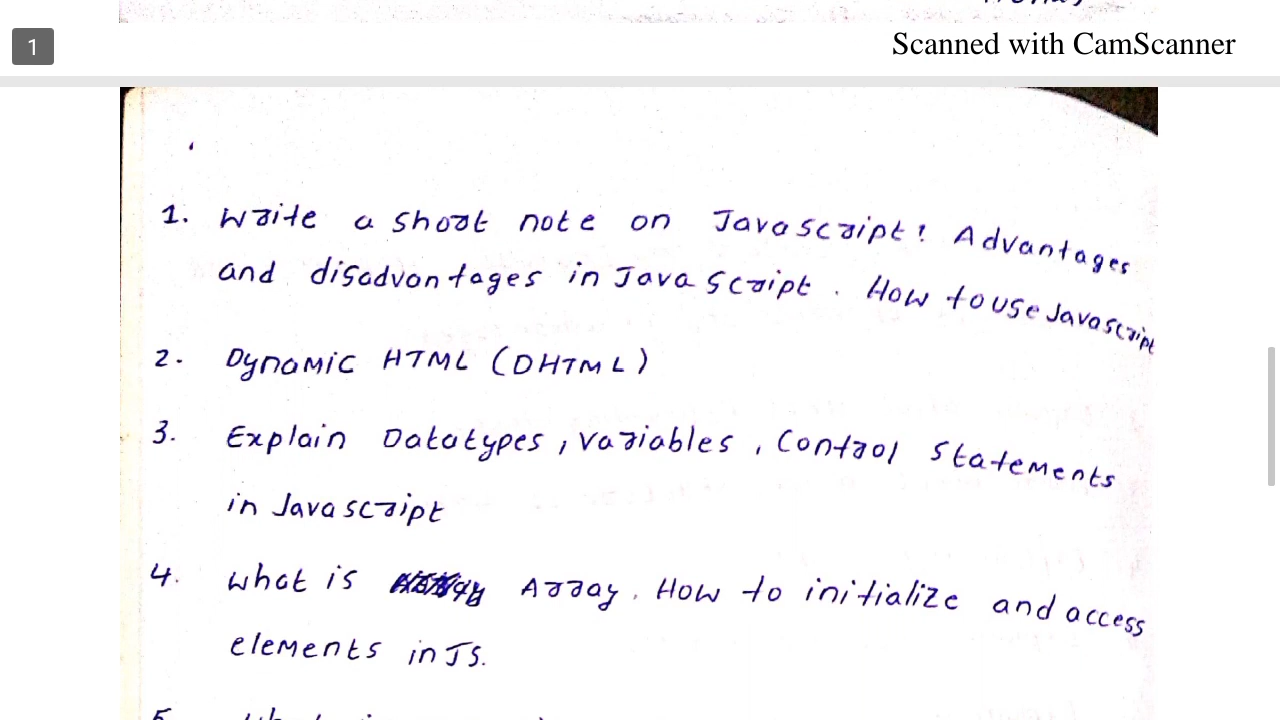 1
Scanned with CamScanner
1. Write a short note on Javascript! Advantages
and disadvantages in Java Script. How to use Javascript
2. Dynamic HTML (DHTML)
3. Explain Datatypes, variables, Control Statements
in Javascript
4. what is Array. How to initialize and access
elements in JS.
5